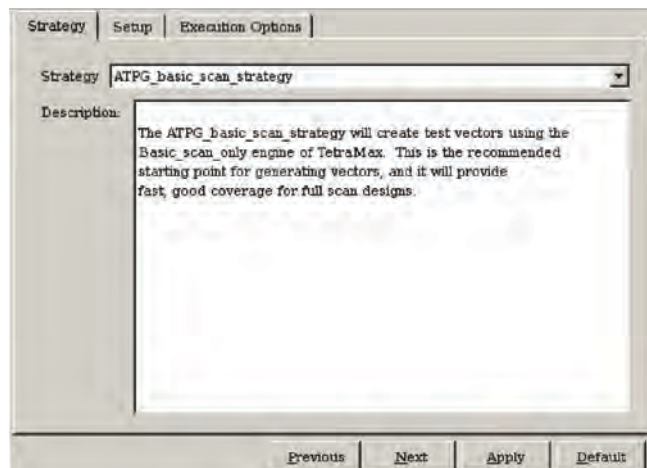 Strategy Setup Execution Options
Strategy ATPG_basic_scan_strategy
Description:
The ATPG_basic_scan_strategy will create test vectors using the
Basic_scan_only engine of TetraMax. This is the recommended
starting point for generating vectors, and it will provide
fast, good coverage for full scan designs.
Previous Next Apply Default